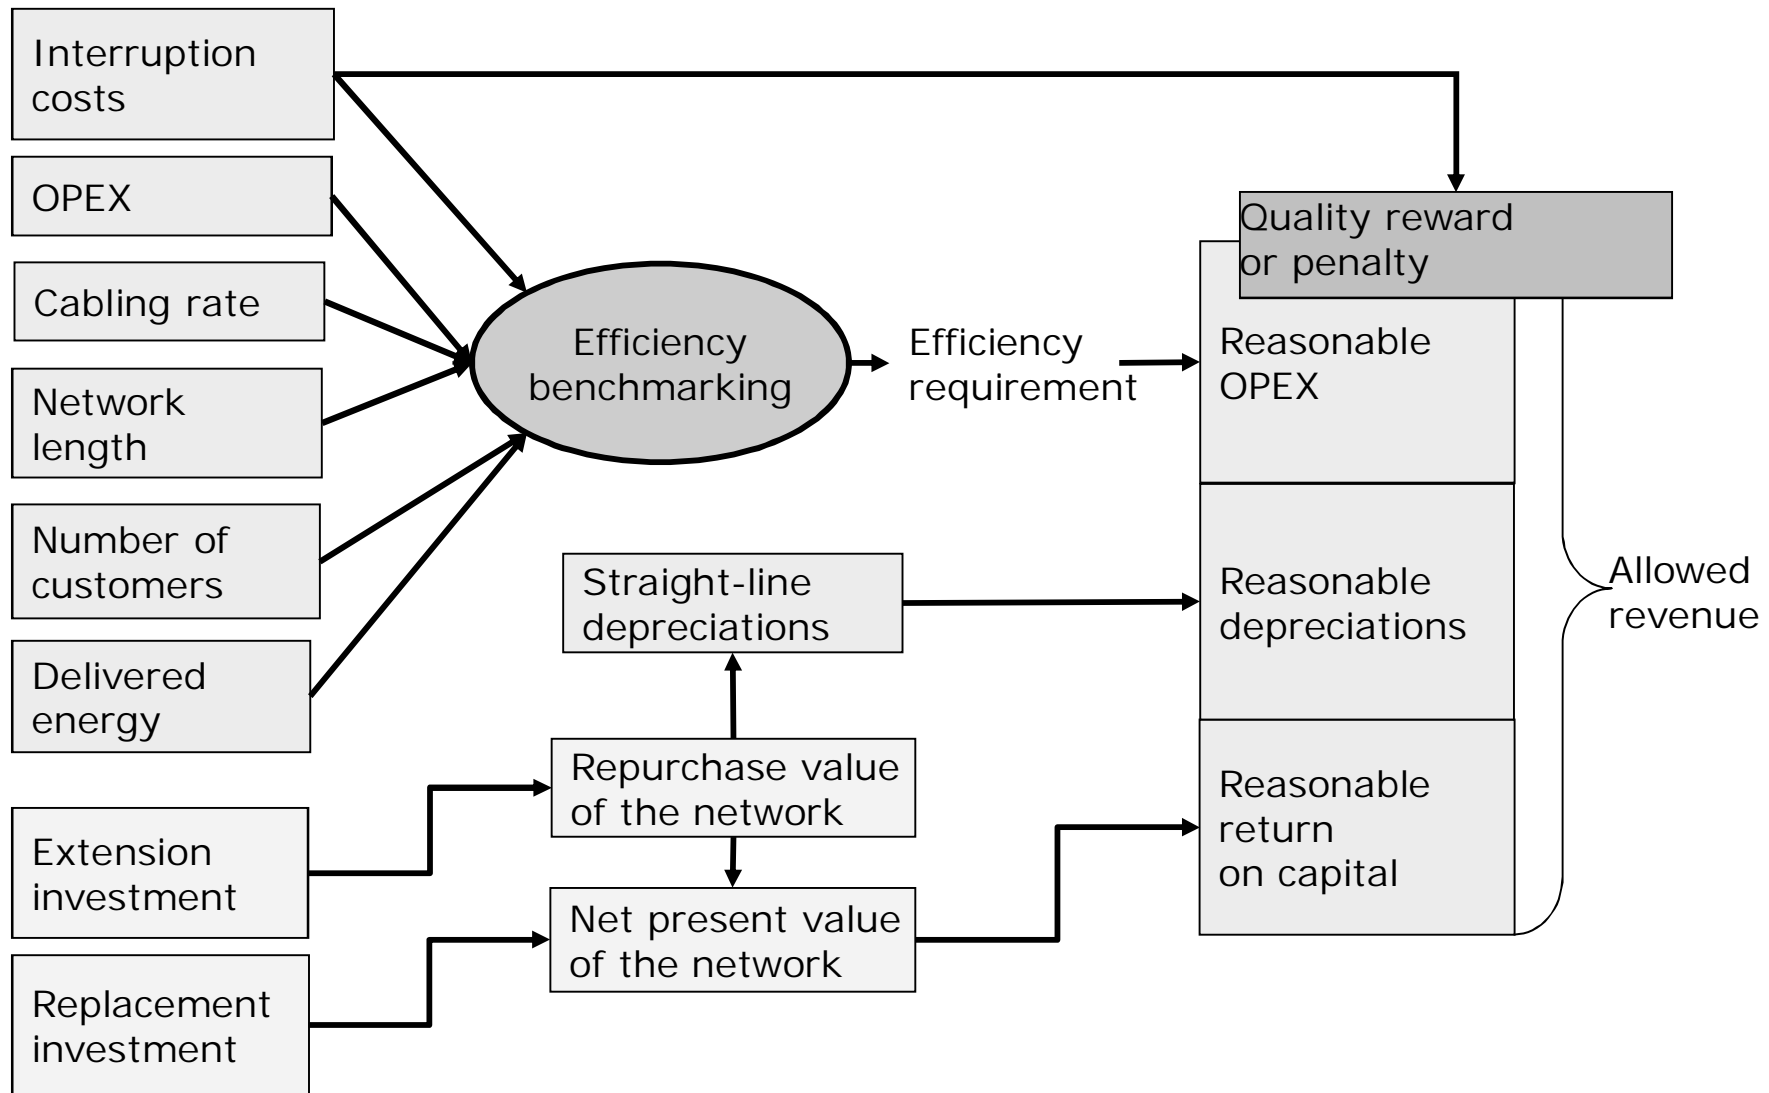 Interruption
costs
OPEX
Cabling rate
Network
length
Number of
customers
Delivered
energy
Extension
investment
Replacement
investment
Efficiency
benchmarking
Efficiency
requirement
Straight-line
depreciations
Repurchase value
of the network
Net present value
of the network
Quality reward
or penalty
Reasonable
OPEX
Reasonable
depreciations
Reasonable
return
on capital
Allowed
revenue